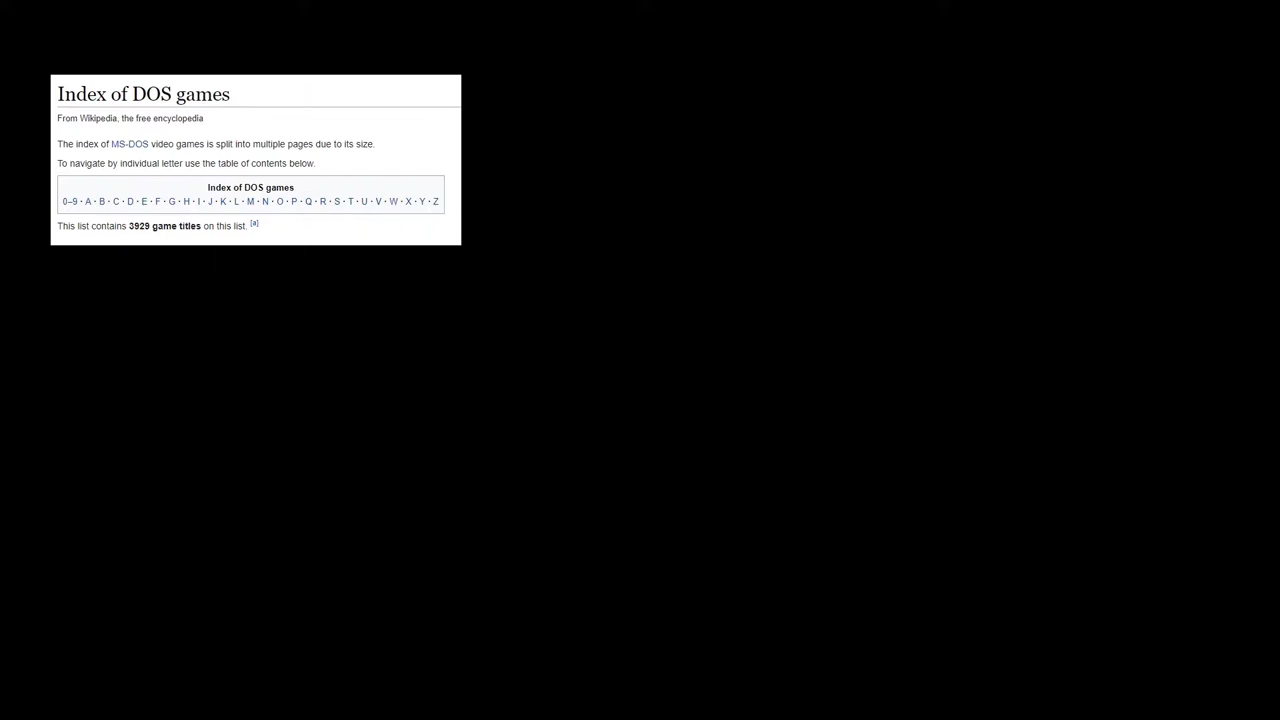 Index of DOS games
From Wikipedia, the free encyclopedia
The index of MS-DOS video games is split into multiple pages due to its size.
To navigate by individual letter use the table of contents below.
Index of DOS games
0–9 · A · B · C · D · E · F · G · H · I · J · K · L · M · N · O · P · Q · R · S · T · U · V · W · X · Y · Z
This list contains 3929 game titles on this list. [a]